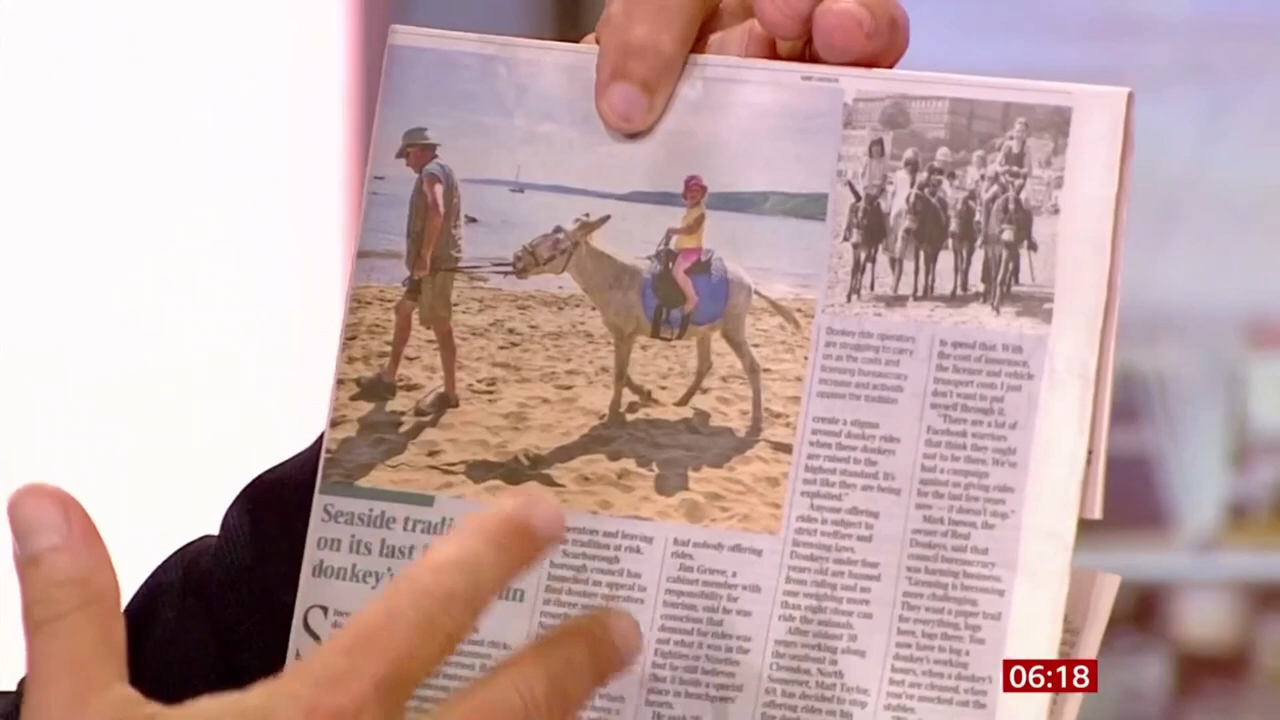 Donkey ride operators
are struggling to carry
on as the costs and
licensing bureaucracy
increase and activists
oppose the tradition
Seaside tradi
on its last
donkey'
S
erators and leaving
tradition at risk.
Scarborough
borough council has
launched an appeal to
find donkey operators
at three
had nobody offering
rides.
Jim Grieve, a
cabinet member with
responsibility for
tourism, said he was
conscious that
demand for rides was
not what it was in the
Eighties or Nineties
but he still believes
that it holds a special
place in beachgoers'
hearts.
create a stigma
around donkey rides
when these donkeys
are raised to the
highest standard. It's
not like they are being
exploited."
Anyone offering
rides is subject to
strict welfare and
licensing laws.
Donkeys under four
years old are banned
from riding and no
one weighing more
than eight stone can
ride the animals.
After almost 30
years working along
the seafront in
Clevedon, North
Somerset, Matt Taylor,
69, has decided to stop
offering rides on his
to spend that. With
the cost of insurance,
the licence and vehicle
transport costs I just
don't want to put
myself through it.
"There are a lot of
Facebook warriors
that think they ought
not to be there. We've
had a campaign
against us giving rides
for the last few years
now — it doesn't stop."
Mark Ineson, the
owner of Real
Donkeys, said that
council bureaucracy
was harming business.
"Licensing is becoming
more challenging.
They want a paper trail
for everything, logs
here, logs there. You
now have to log a
donkey's working
hours, when a donkey's
feet are cleaned, when
you've mucked out the
stables.
06:18